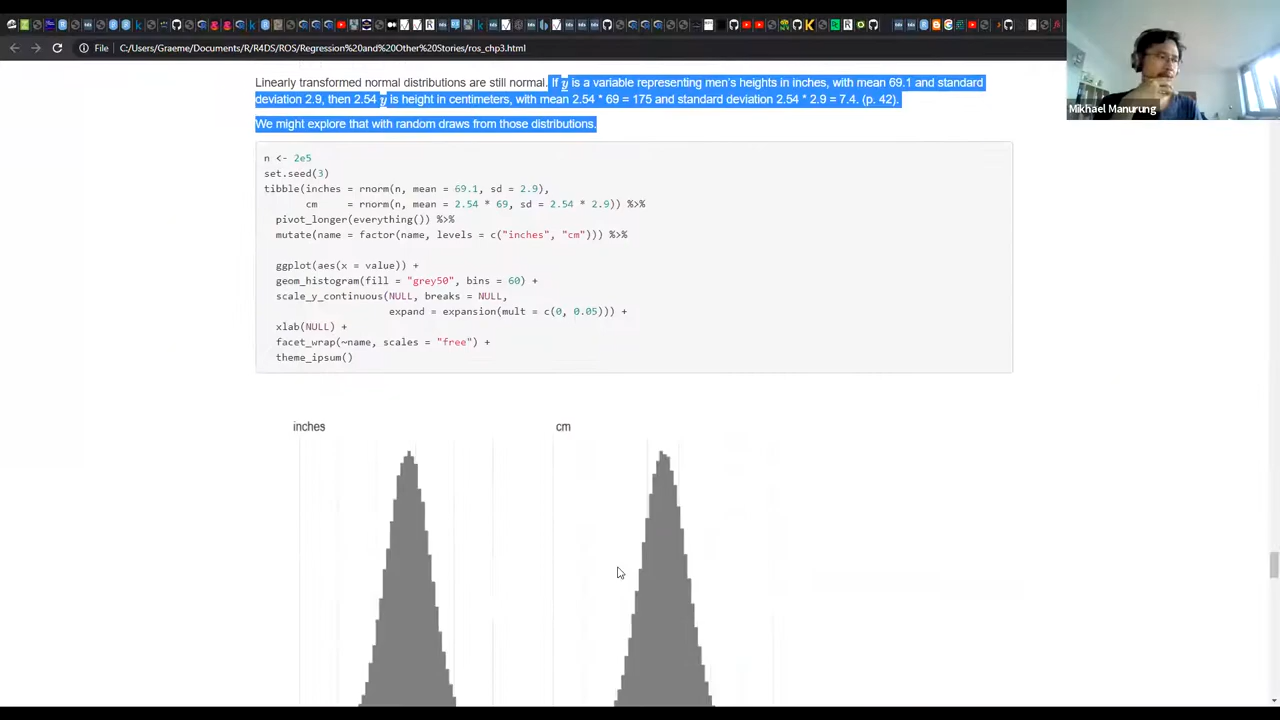 File C:/Users/Graeme/Documents/R/R4DS/ROS/Regression%20and%20Other%20Stories/ros_chp3.html
Mikhael Manurung
Linearly transformed normal distributions are still normal. If y is a variable representing men's heights in inches, with mean 69.1 and standard
deviation 2.9, then 2.54 y is height in centimeters, with mean 2.54 * 69 = 175 and standard deviation 2.54 * 2.9 = 7.4. (p. 42).
We might explore that with random draws from those distributions.
n <- 2e5
set.seed(3)
tibble(inches = rnorm(n, mean = 69.1, sd = 2.9),
cm     = rnorm(n, mean = 2.54 * 69, sd = 2.54 * 2.9)) %>%
pivot_longer(everything()) %>%
mutate(name = factor(name, levels = c("inches", "cm"))) %>%
ggplot(aes(x = value)) +
geom_histogram(fill = "grey50", bins = 60) +
scale_y_continuous(NULL, breaks = NULL,
expand = expansion(mult = c(0, 0.05))) +
xlab(NULL) +
facet_wrap(~name, scales = "free") +
theme_ipsum()
inches cm